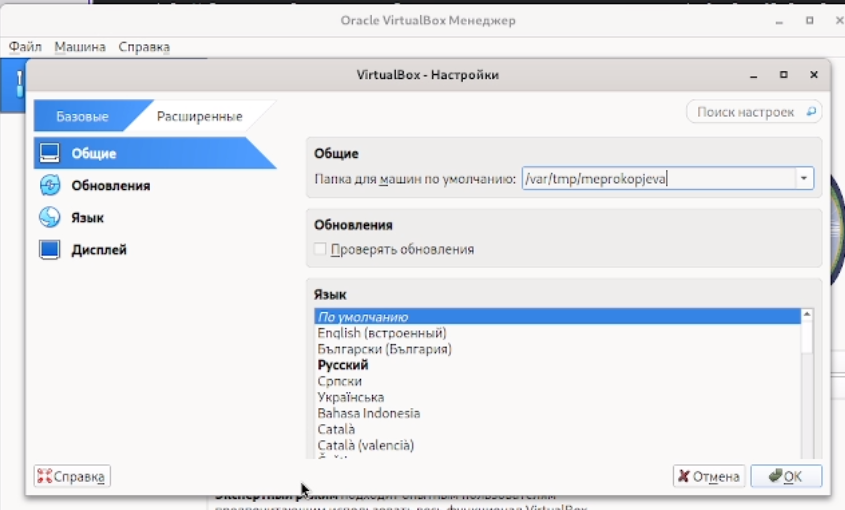 Oracle VirtualBox Менеджер
Файл Машина Справка
VirtualBox - Настройки
Базовые Расширенные Поиск настроек
Общие
Обновления
Язык
Дисплей
Общие
Папка для машин по умолчанию: /var/tmp/meprokopjeva
Обновления
Проверять обновления
Язык
По умолчанию
English (встроенный)
Български (България)
Русский
Српски
Українська
Bahasa Indonesia
Català
Català (valencià)
Справка Отмена OK
Экспертный режим подходит опытным пользователям
предпочитающим использовать весь функционал VirtualBox